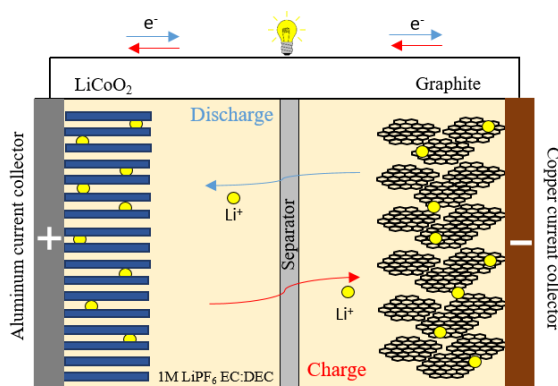 e⁻
e⁻
LiCoO₂
Graphite
Aluminum current collector
+
Discharge
Li⁺
Separator
Li⁺
Charge
1M LiPF₆ EC:DEC
−
Copper current collector